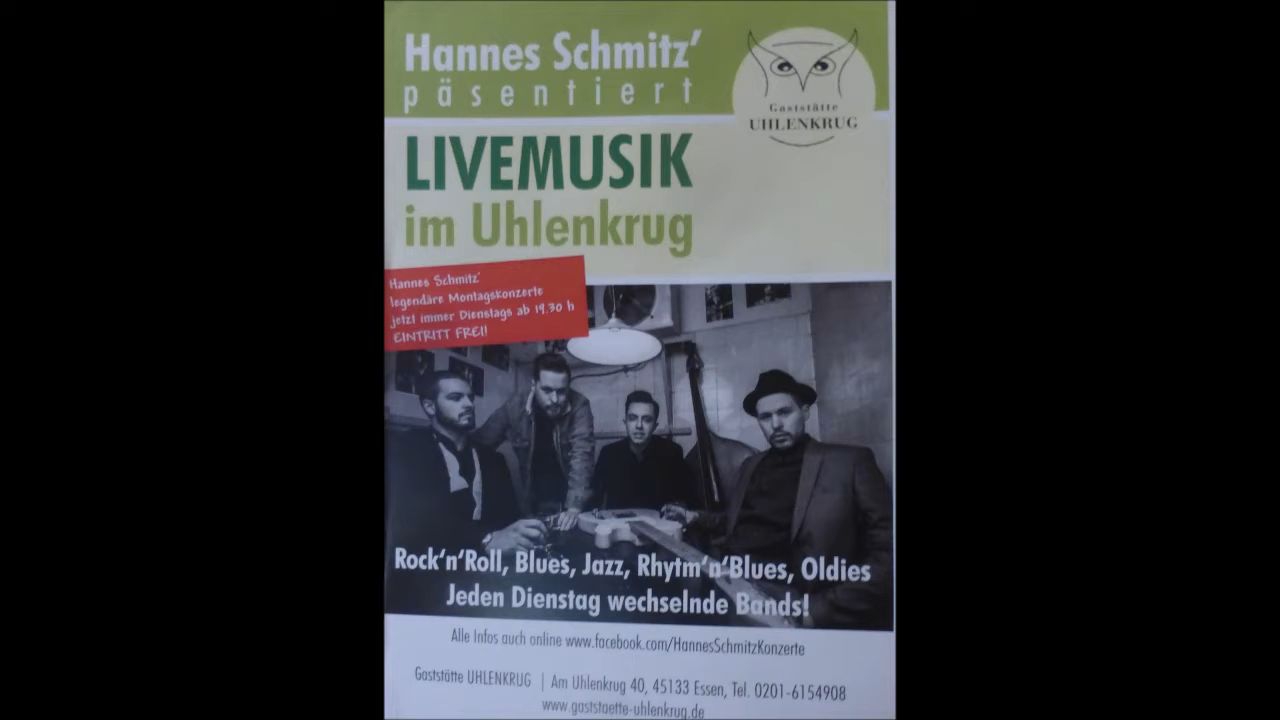 Hannes Schmitz’
päsentiert
Gaststätte
UHLENKRUG
LIVEMUSIK
im Uhlenkrug
Hannes Schmitz’
legendäre Montagskonzerte
jetzt immer Dienstags ab 19.30 h
EINTRITT FREI!
Rock‘n‘Roll, Blues, Jazz, Rhytm‘n‘Blues, Oldies
Jeden Dienstag wechselnde Bands!
Alle Infos auch online www.facebook.com/HannesSchmitzKonzerte
Gaststätte UHLENKRUG | Am Uhlenkrug 40, 45133 Essen, Tel. 0201-6154908
www.gaststaette-uhlenkrug.de